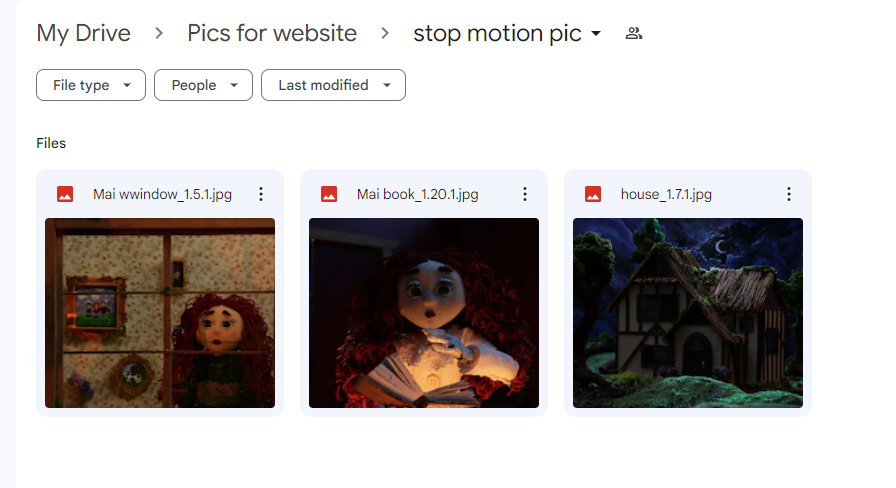 My Drive > Pics for website > stop motion pic
File type People Last modified
Files
Mai wwindow_1.5.1.jpg Mai book_1.20.1.jpg house_1.7.1.jpg